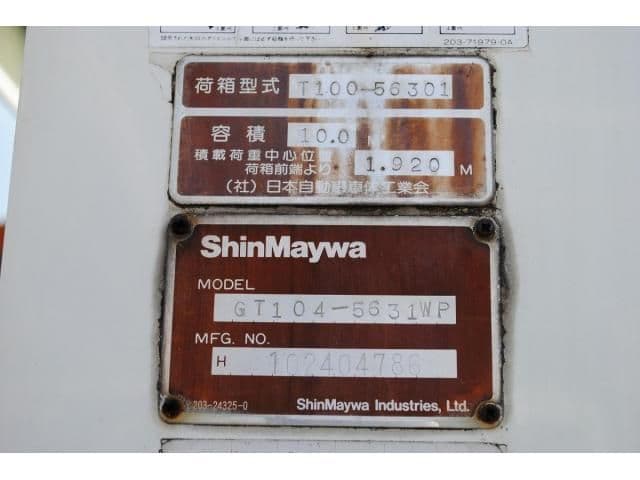 203-71979-0A
荷箱型式 T100-56301
容積 10.0 M
積載荷重中心位置
荷箱前端より 1.920 M
(社)日本自動車車体工業会
ShinMaywa
MODEL
GT104-5631WP
MFG. NO.
H 102404786
203-24325-0 ShinMaywa Industries, Ltd.